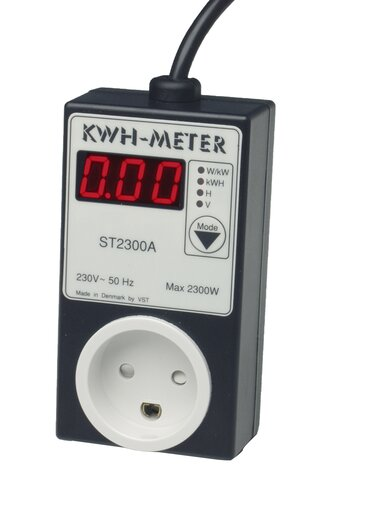 KWH-METER
0.00
W/kW
kWH
H
V
Mode
ST2300A
230V~ 50 Hz Max 2300W
Made in Denmark by VST